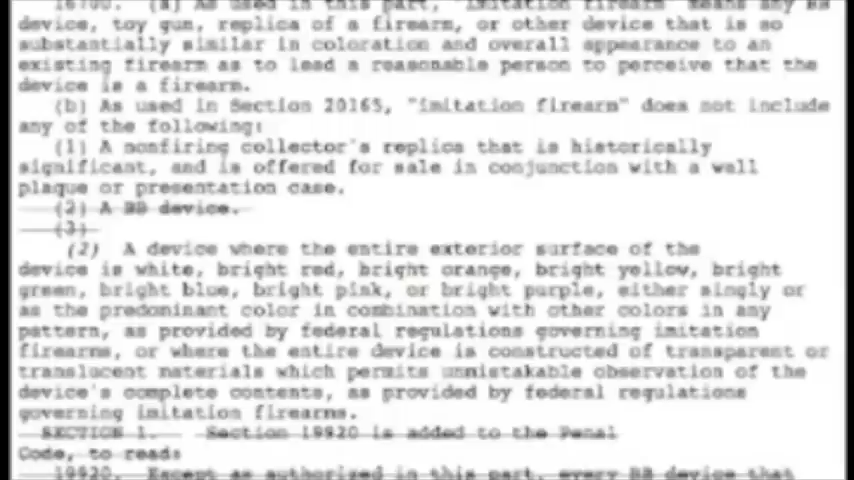 16700. (a) As used in this part, "imitation firearm" means any BB
device, toy gun, replica of a firearm, or other device that is so
substantially similar in coloration and overall appearance to an
existing firearm as to lead a reasonable person to perceive that the
device is a firearm.
(b) As used in Section 20165, "imitation firearm" does not include
any of the following:
(1) A nonfiring collector's replica that is historically
significant, and is offered for sale in conjunction with a wall
plaque or presentation case.
(2) A BB device.
(3)
(2) A device where the entire exterior surface of the
device is white, bright red, bright orange, bright yellow, bright
green, bright blue, bright pink, or bright purple, either singly or
as the predominant color in combination with other colors in any
pattern, as provided by federal regulations governing imitation
firearms, or where the entire device is constructed of transparent or
translucent materials which permits unmistakable observation of the
device's complete contents, as provided by federal regulations
governing imitation firearms.
SECTION 1. Section 19920 is added to the Penal
Code, to read:
19920. Except as authorized in this part, every BB device that